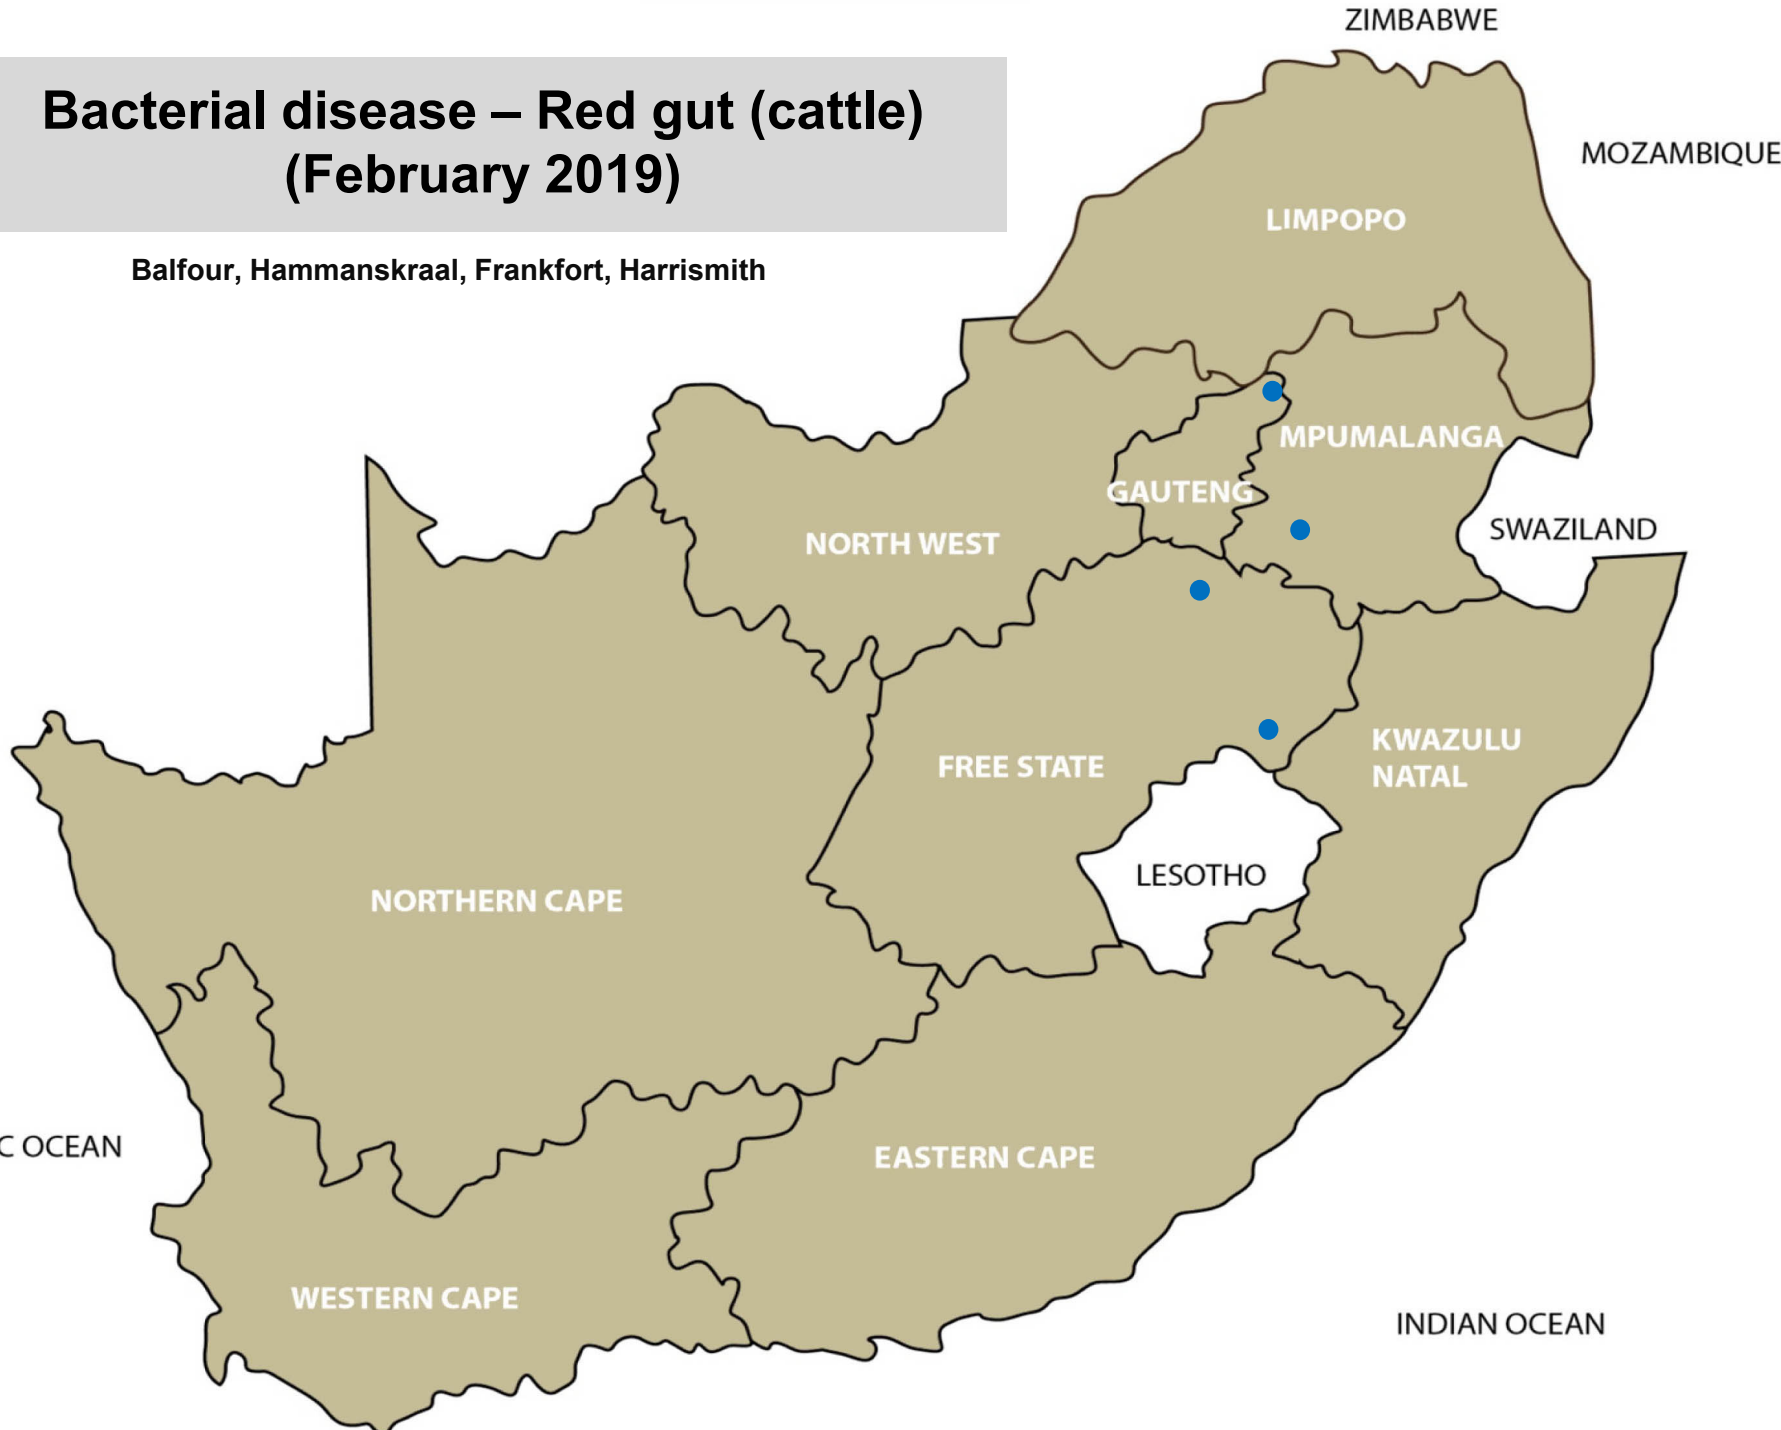 ZIMBABWE
Bacterial disease – Red gut (cattle)
(February 2019)
MOZAMBIQUE
LIMPOPO
Balfour, Hammanskraal, Frankfort, Harrismith
MPUMALANGA
GAUTENG
NORTH WEST
SWAZILAND
KWAZULU
NATAL
FREE STATE
LESOTHO
NORTHERN CAPE
C OCEAN
EASTERN CAPE
WESTERN CAPE
INDIAN OCEAN